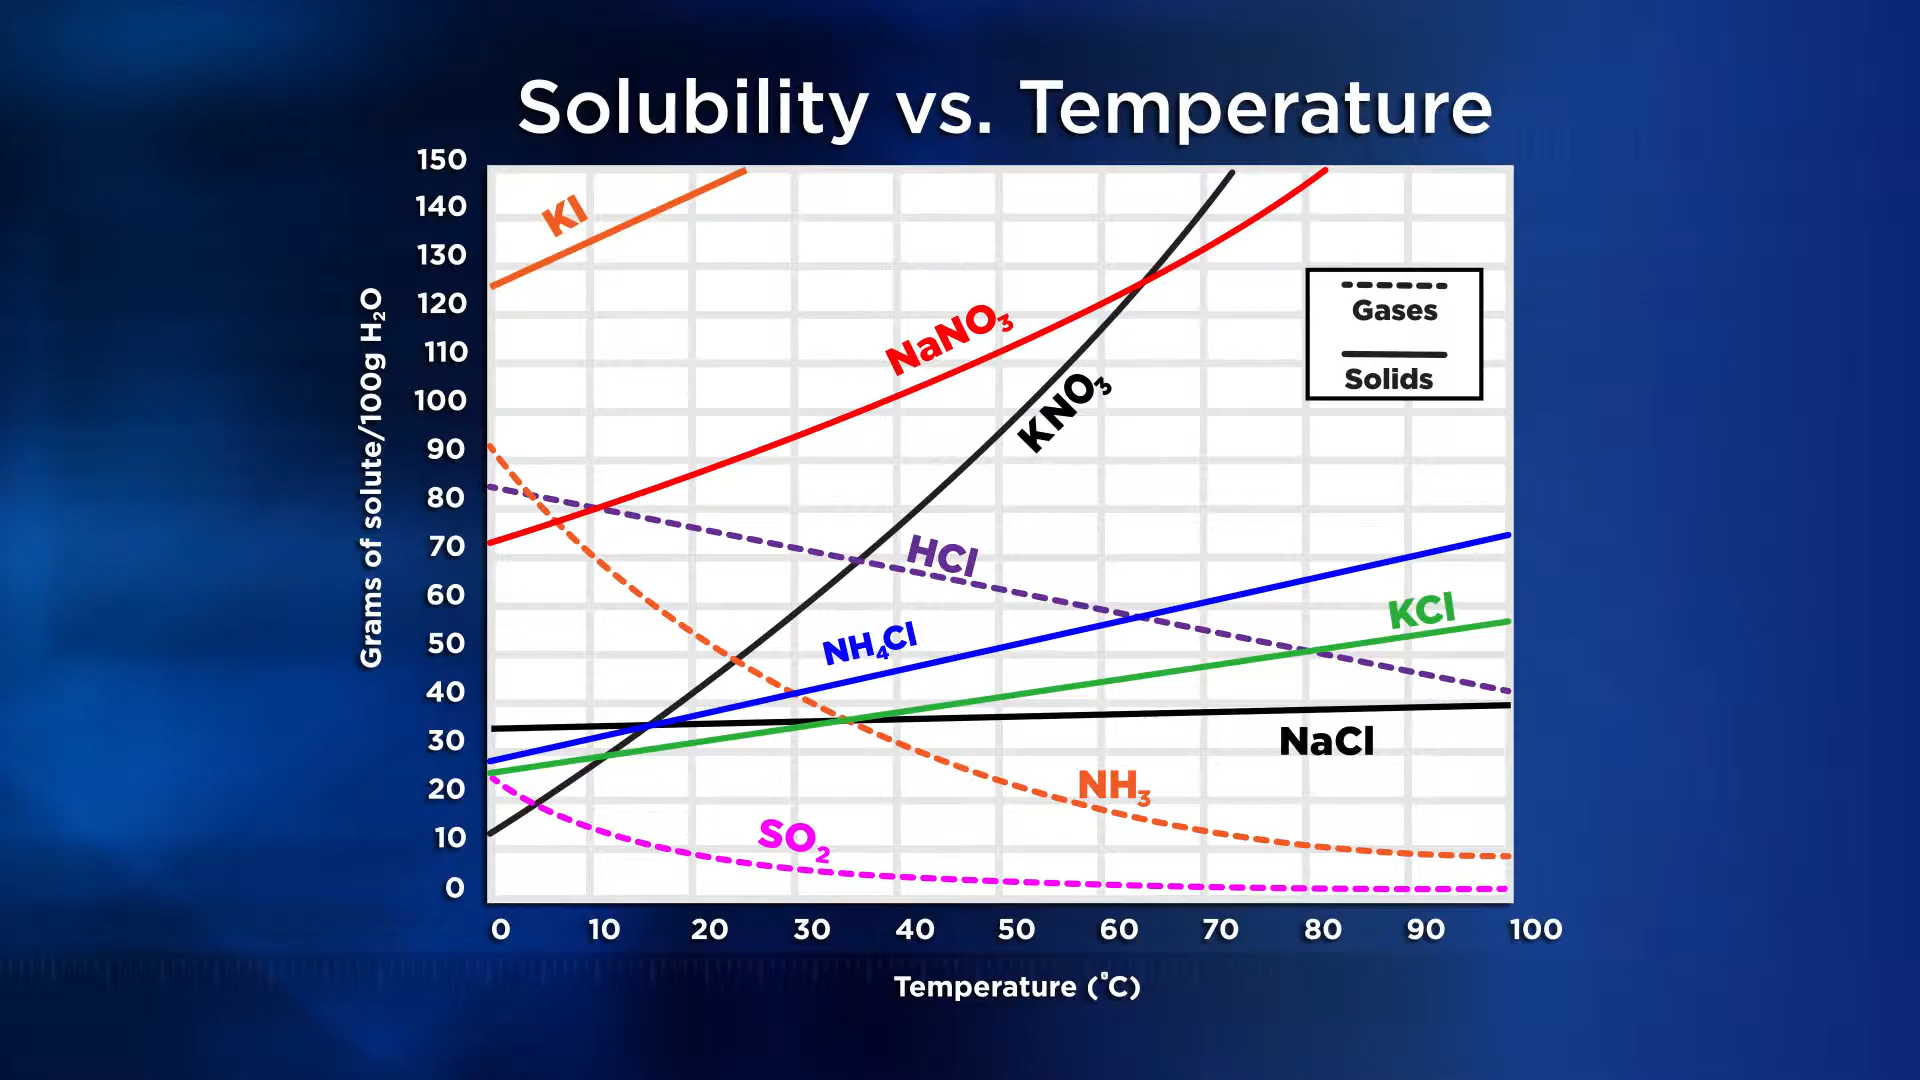 Solubility vs. Temperature
150
140
130
120
110
100
90
80
70
60
50
40
30
20
10
0
Grams of solute/100g H₂O
KI
NaNO₃
KNO₃
HCl
NH₄Cl
KCl
NaCl
NH₃
SO₂
Gases
Solids
0 10 20 30 40 50 60 70 80 90 100
Temperature (°C)